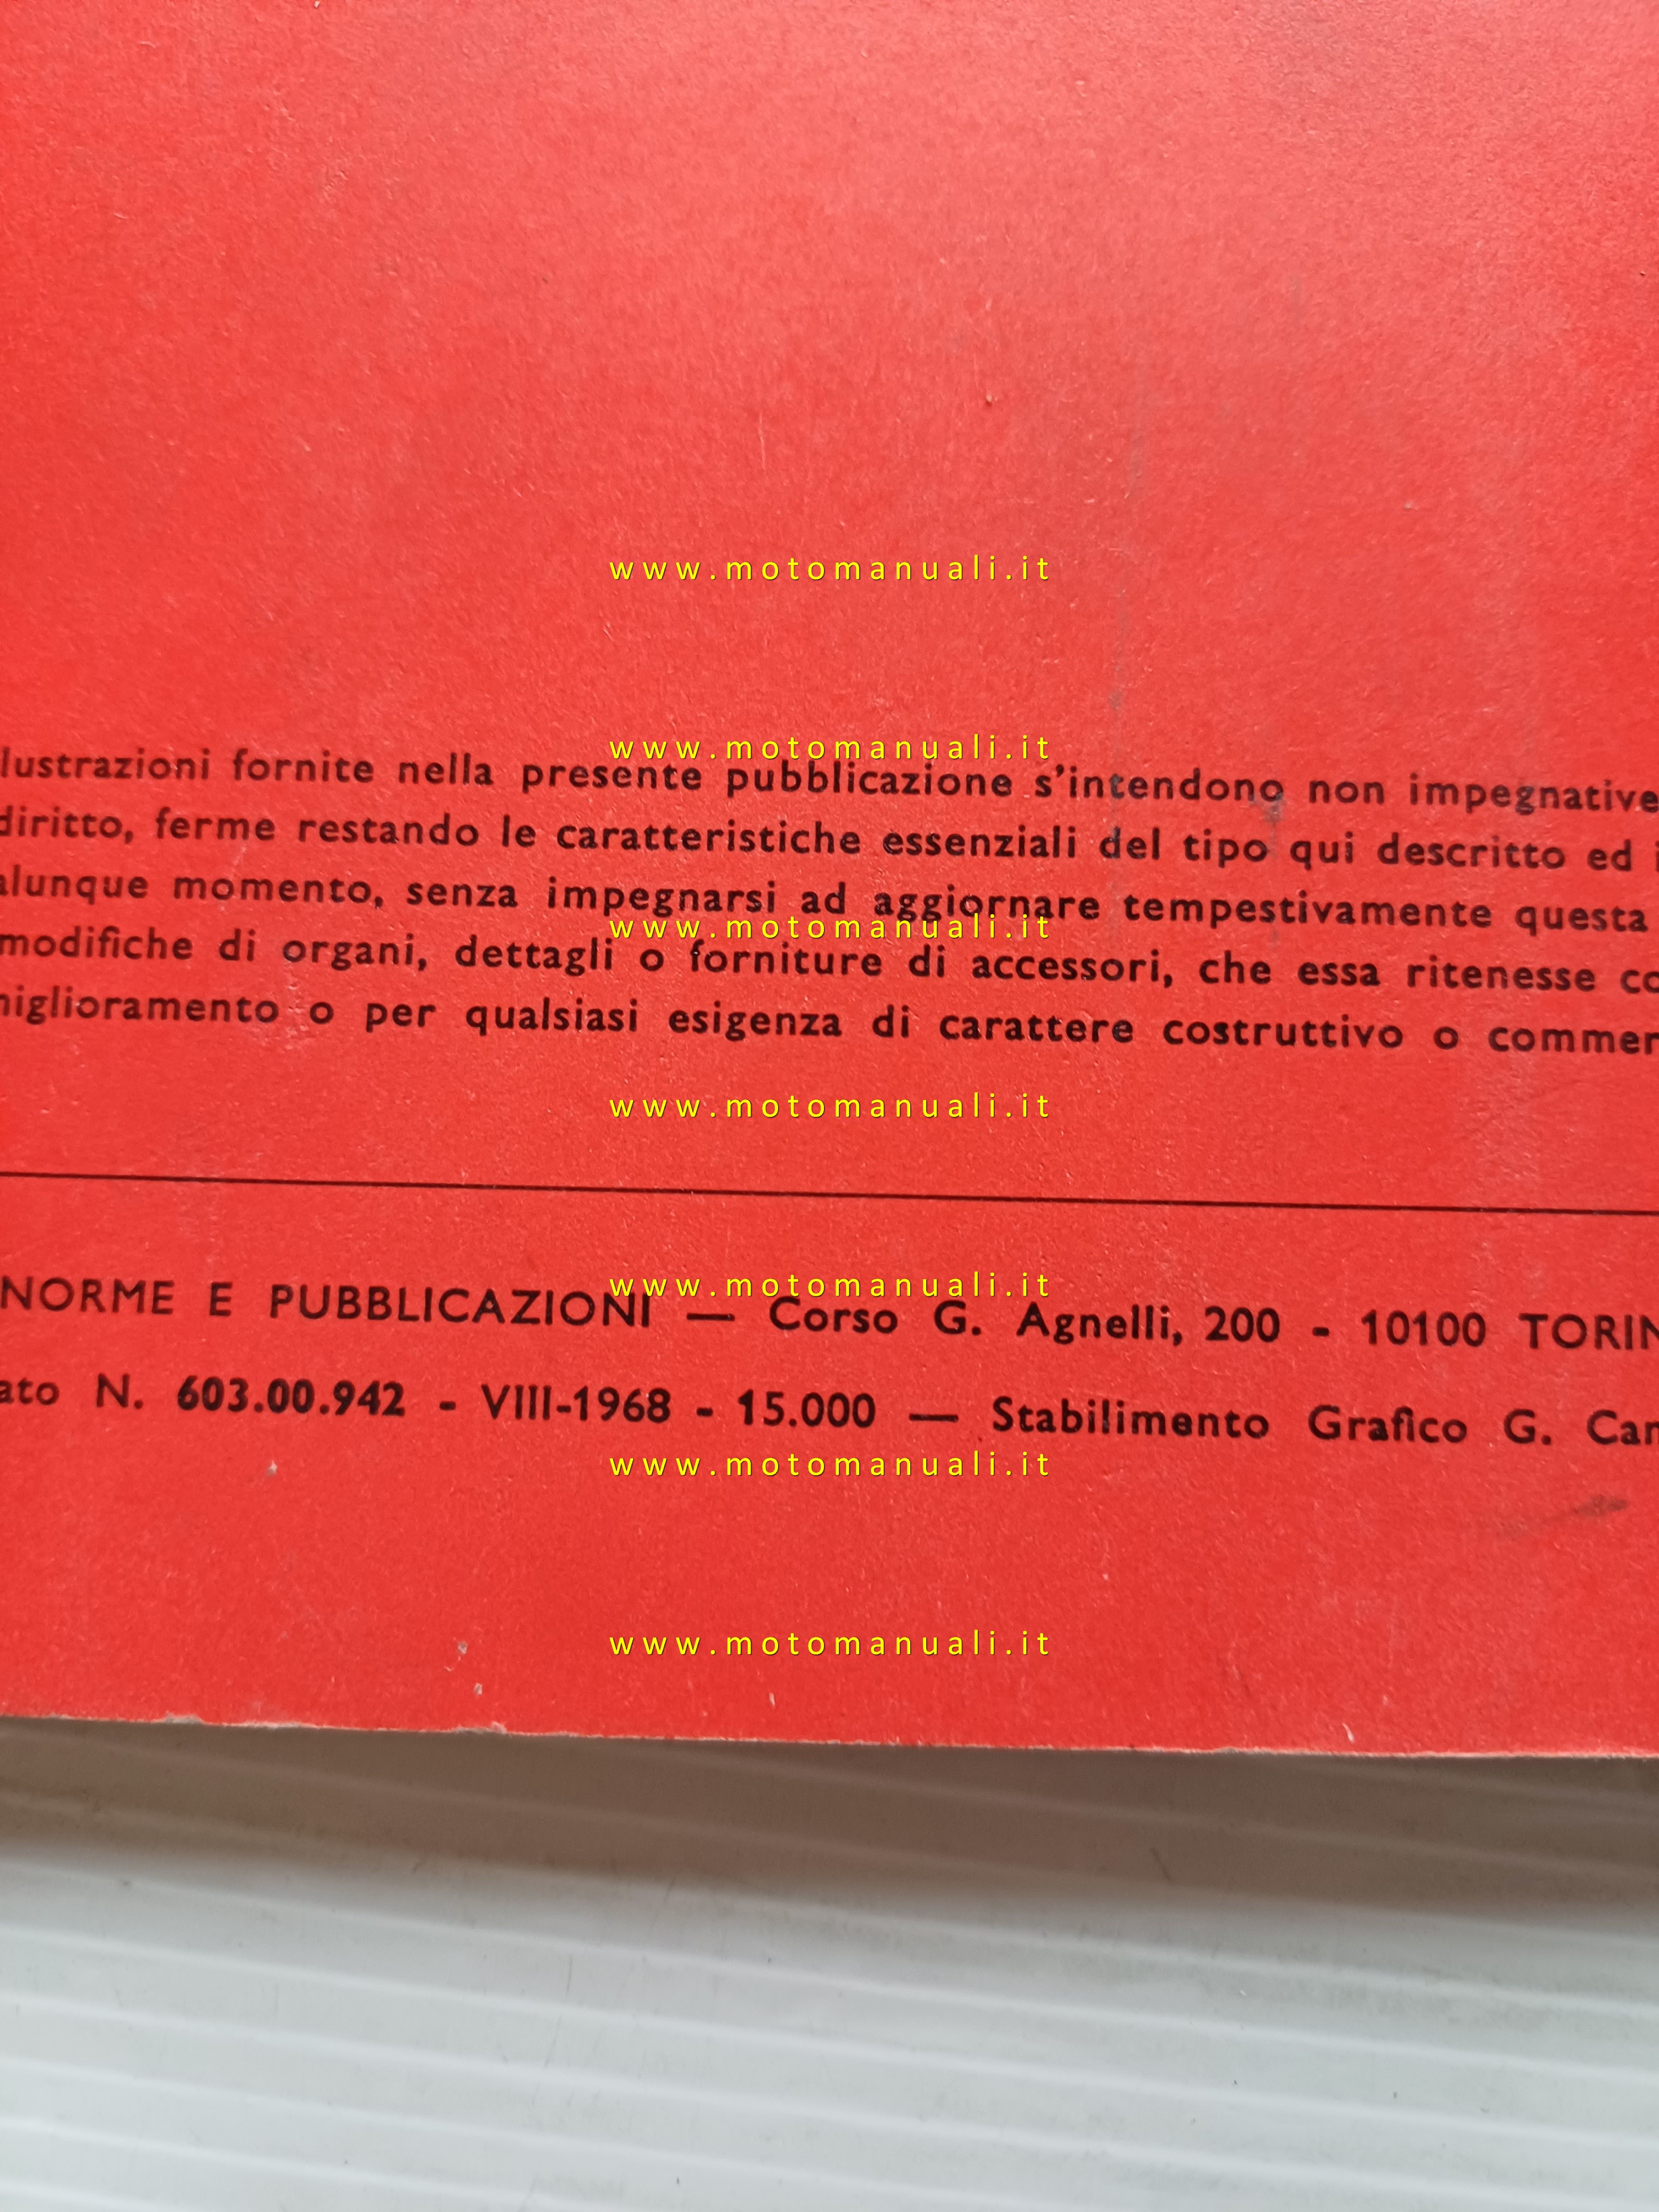 www.motomanuali.it
www.motomanuali.it
lustrazioni fornite nella presente pubblicazione s'intendono non impegnative
diritto, ferme restando le caratteristiche essenziali del tipo qui descritto ed i
alunque momento, senza impegnarsi ad aggiornare tempestivamente questa
www.motomanuali.it
modifiche di organi, dettagli o forniture di accessori, che essa ritenesse co
miglioramento o per qualsiasi esigenza di carattere costruttivo o commer
www.motomanuali.it
www.motomanuali.it
NORME E PUBBLICAZIONI — Corso G. Agnelli, 200 - 10100 TORIN
ato N. 603.00.942 - VIII-1968 - 15.000 — Stabilimento Grafico G. Can
www.motomanuali.it
www.motomanuali.it